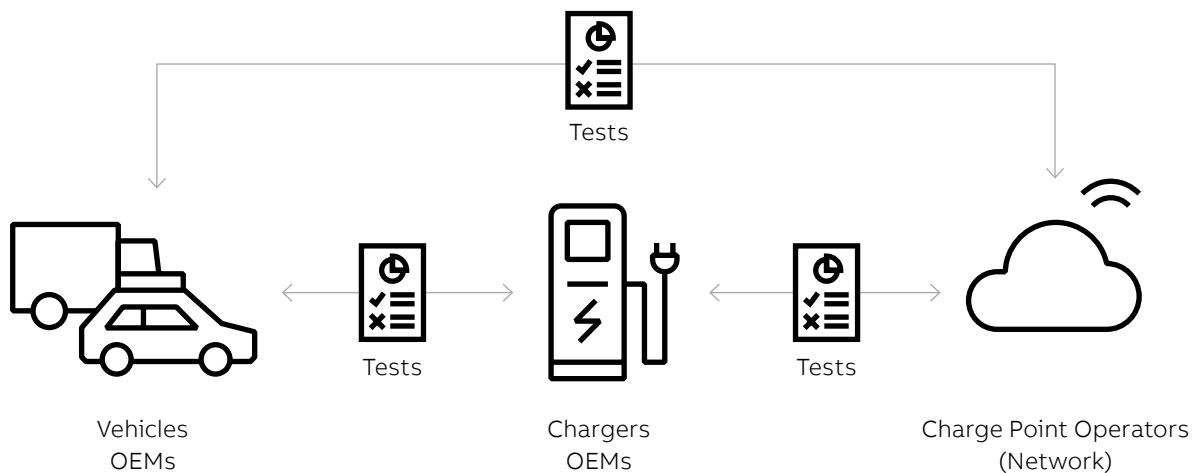 Tests
Tests
Tests
Vehicles
OEMs
Chargers
OEMs
Charge Point Operators
(Network)